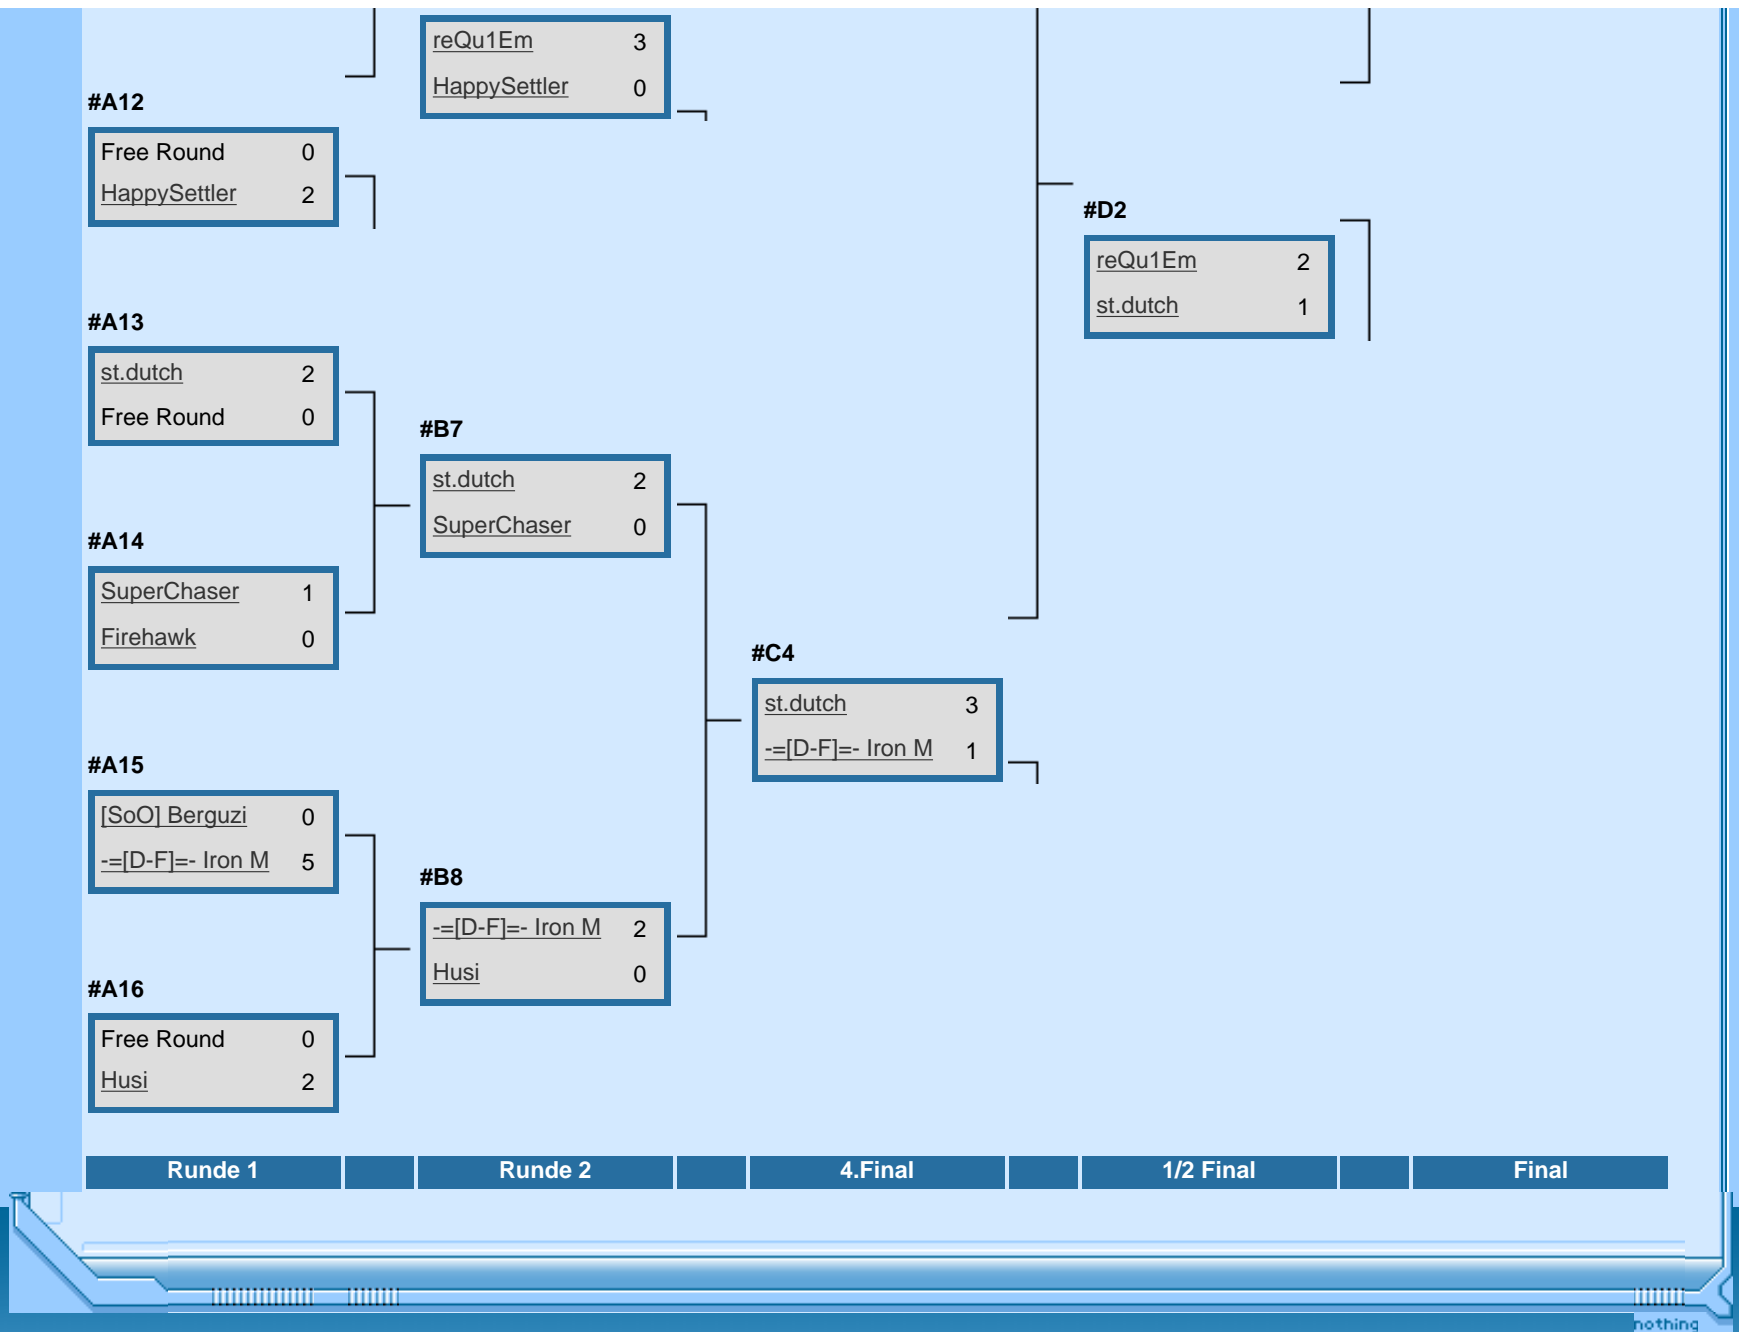 reQu1Em 3
HappySettler 0
#A12
Free Round 0
HappySettler 2
#D2
reQu1Em 2
st.dutch 1
#A13
st.dutch 2
Free Round 0
#B7
st.dutch 2
SuperChaser 0
#A14
SuperChaser 1
Firehawk 0
#C4
st.dutch 3
-=[D-F]=- Iron M 1
#A15
[SoO] Berguzi 0
-=[D-F]=- Iron M 5
#B8
-=[D-F]=- Iron M 2
Husi 0
#A16
Free Round 0
Husi 2
Runde 1 Runde 2 4.Final 1/2 Final Final
nothing